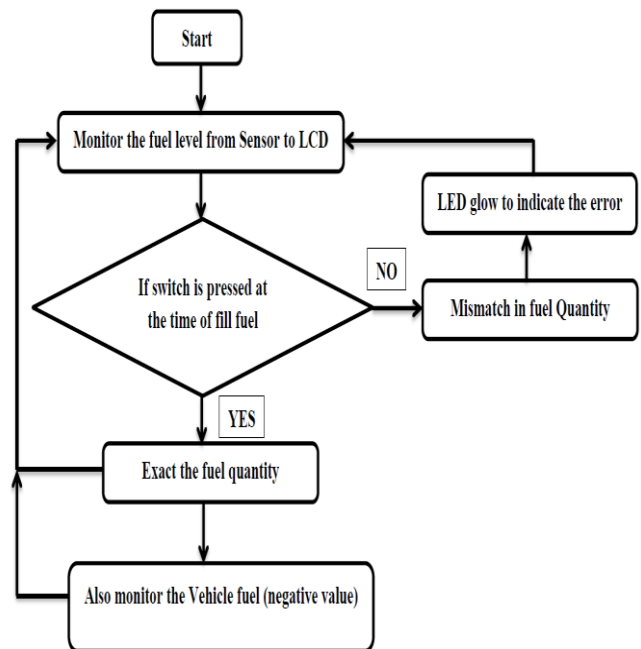 Start
Monitor the fuel level from Sensor to LCD
LED glow to indicate the error
If switch is pressed at
the time of fill fuel
NO
Mismatch in fuel Quantity
YES
Exact the fuel quantity
Also monitor the Vehicle fuel (negative value)